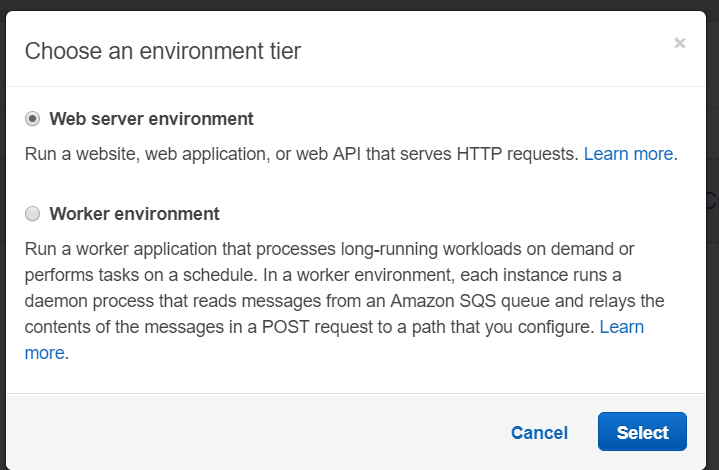 Choose an environment tier
×
Web server environment
Run a website, web application, or web API that serves HTTP requests. Learn more.
Worker environment
Run a worker application that processes long-running workloads on demand or
performs tasks on a schedule. In a worker environment, each instance runs a
daemon process that reads messages from an Amazon SQS queue and relays the
contents of the messages in a POST request to a path that you configure. Learn
more.
Cancel
Select